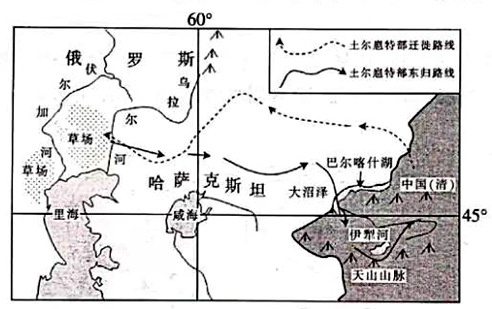 60°
土尔扈特部迁徙路线
土尔扈特部东归路线
俄罗斯
伏尔加河
乌拉尔河
草场
草场
哈萨克斯坦
巴尔喀什湖
大沼泽
中国(清)
里海
咸海
45°
伊犁河
天山山脉